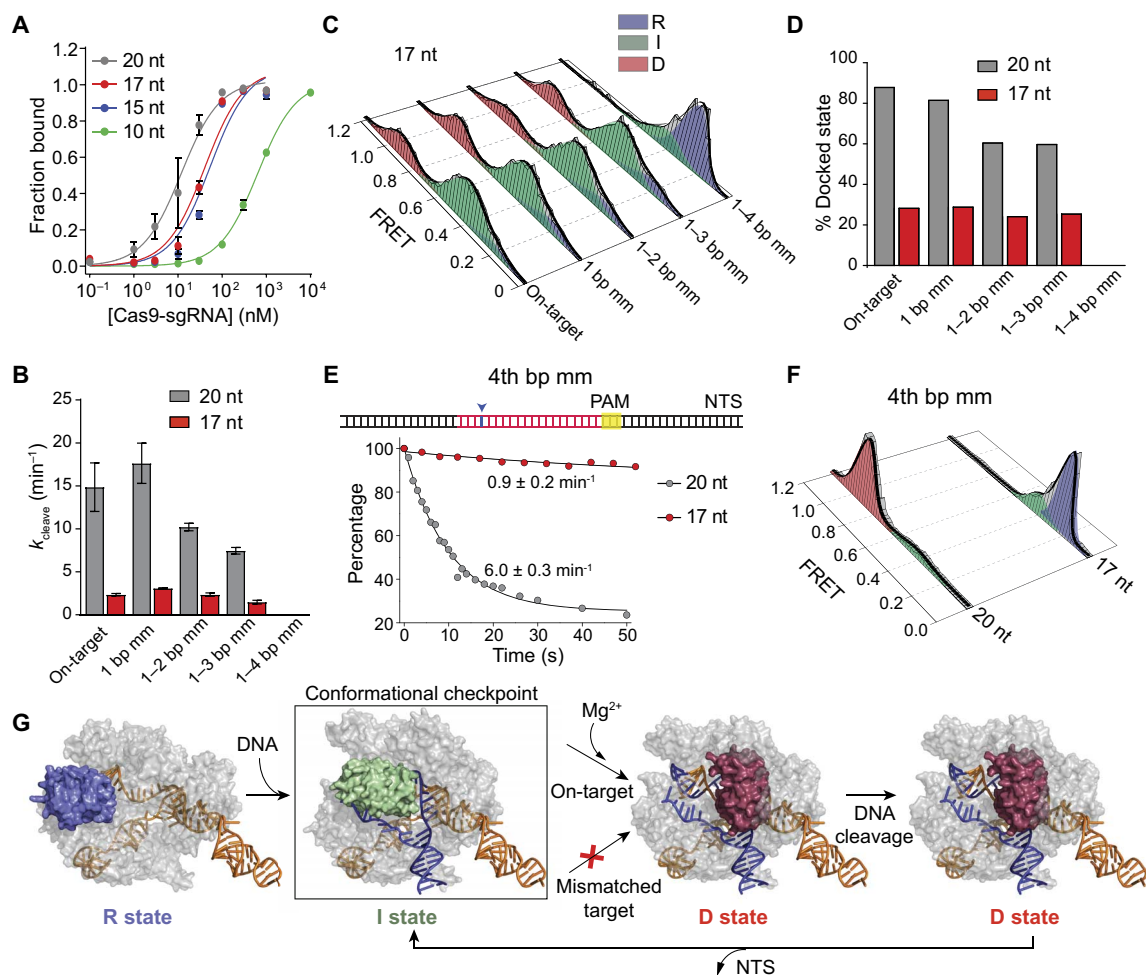 A
20 nt
17 nt
15 nt
10 nt
Fraction bound
1.2
1.0
0.8
0.6
0.4
0.2
0.0
10⁻¹ 10⁰ 10¹ 10² 10³ 10⁴
[Cas9-sgRNA] (nM)
C
17 nt
R
I
D
1.2
1.0
0.8
0.6
0.4
0.2
0
FRET
On-target
1 bp mm
1–2 bp mm
1–3 bp mm
1–4 bp mm
D
20 nt
17 nt
% Docked state
100
80
60
40
20
0
On-target
1 bp mm
1–2 bp mm
1–3 bp mm
1–4 bp mm
B
20 nt
17 nt
k_cleave (min⁻¹)
25
20
15
10
5
0
On-target
1 bp mm
1–2 bp mm
1–3 bp mm
1–4 bp mm
E
4th bp mm
PAM
NTS
Percentage
100
80
60
40
20
0.9 ± 0.2 min⁻¹
6.0 ± 0.3 min⁻¹
20 nt
17 nt
0 10 20 30 40 50
Time (s)
F
4th bp mm
1.2
1.0
0.8
0.6
0.4
0.2
0.0
FRET
20 nt
17 nt
G
Conformational checkpoint
DNA
Mg²⁺
On-target
Mismatched
target
DNA
cleavage
R state
I state
D state
D state
NTS